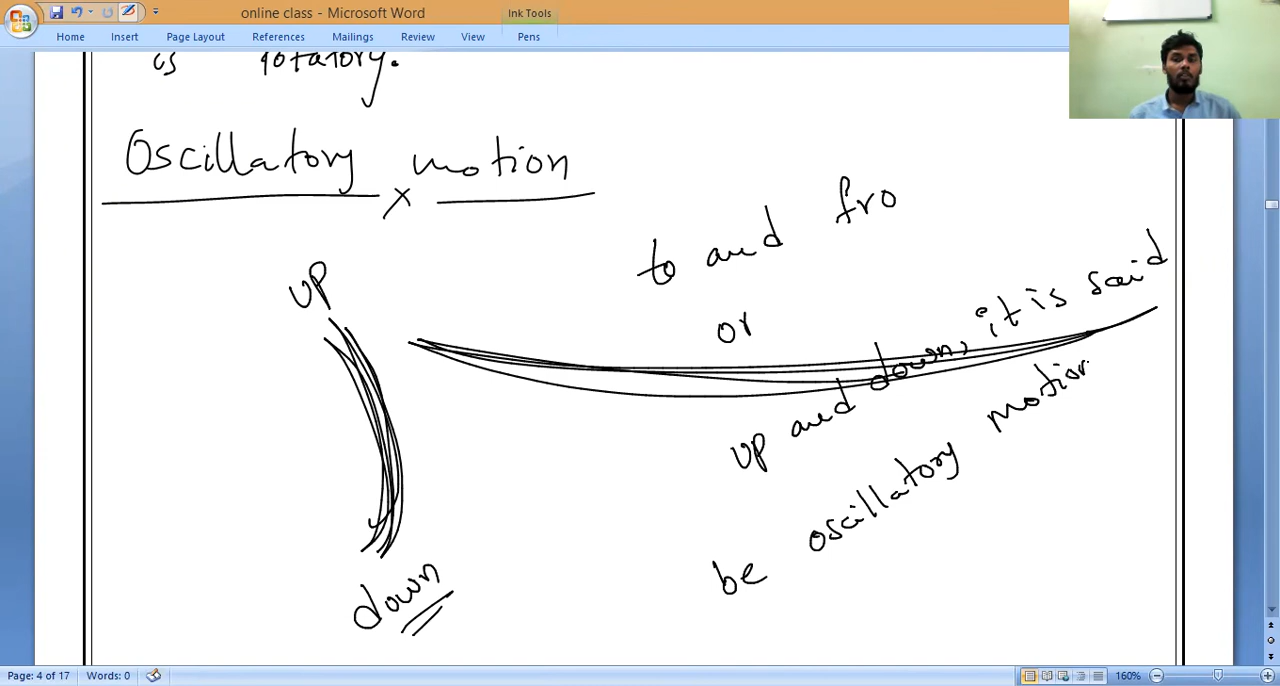 online class - Microsoft Word
Ink Tools
Home Insert Page Layout References Mailings Review View Pens
is rotatory.
Oscillatory motion
to and fro
or
up and down, it is said
be oscillatory motion
UP
down
Page: 4 of 17 Words: 0 160%